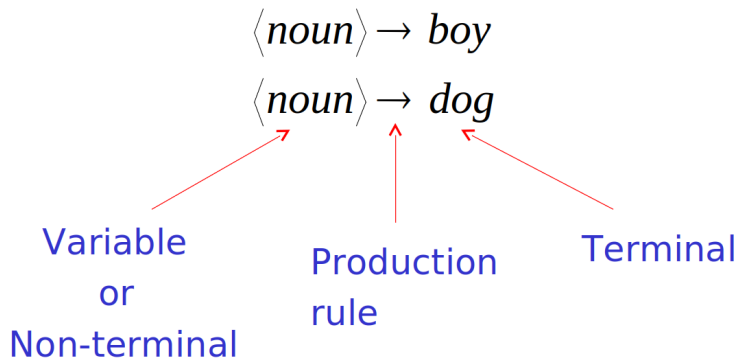 ⟨noun⟩→ boy
⟨noun⟩→ dog
Variable
or
Non-terminal
Production
rule
Terminal